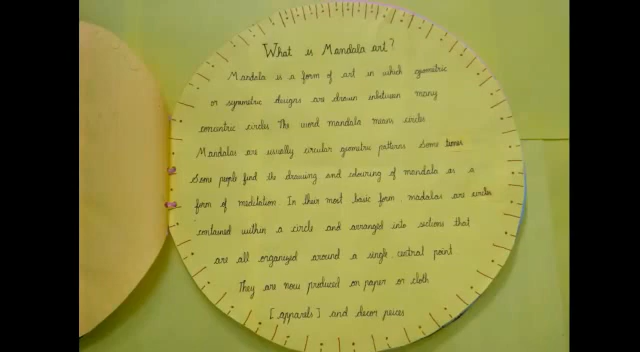 What is Mandala art?
Mandala is a form of art in which geometric
or symmetric designs are drawn inbitween many
concentric circles The word mandala means circles
Mandalas are usually circular geometric patterns Some times
Some people find the drawing and colouring of mandala as a
form of meditation. In their most basic form, madalas are circles
contained within a circle and arranged into sections that
are all organized around a single, central point
They are now produced on paper or cloth
[apparels] and decor peices